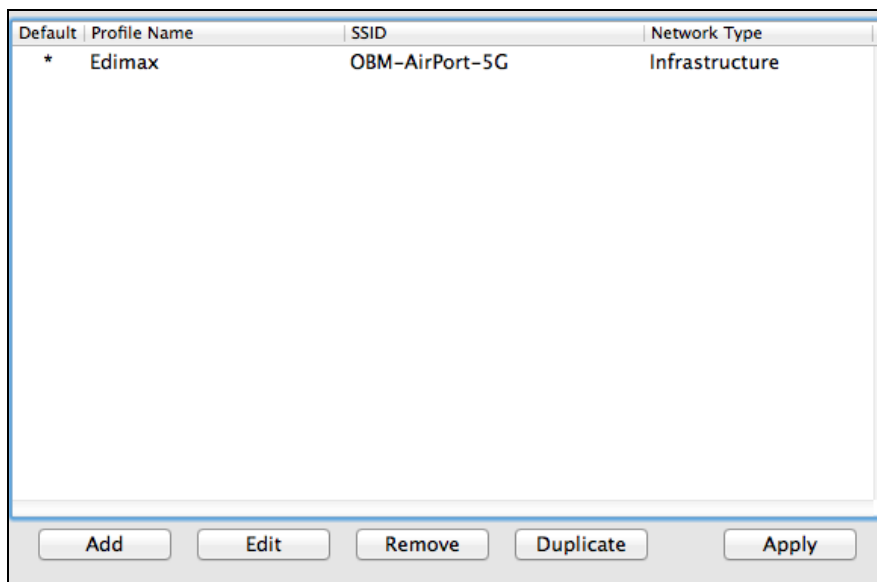 Default Profile Name SSID Network Type
* Edimax OBM-AirPort-5G Infrastructure
Add Edit Remove Duplicate Apply